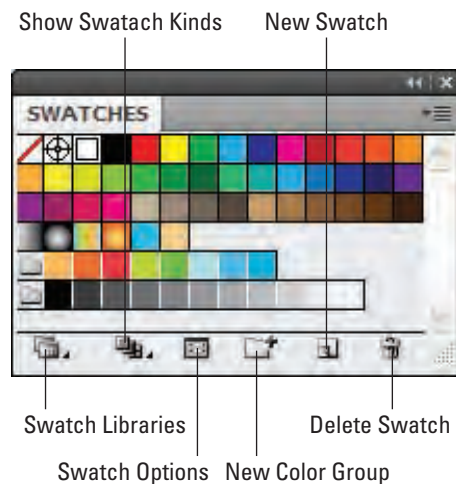 Show Swatach Kinds New Swatch
SWATCHES
Swatch Libraries Delete Swatch
Swatch Options New Color Group